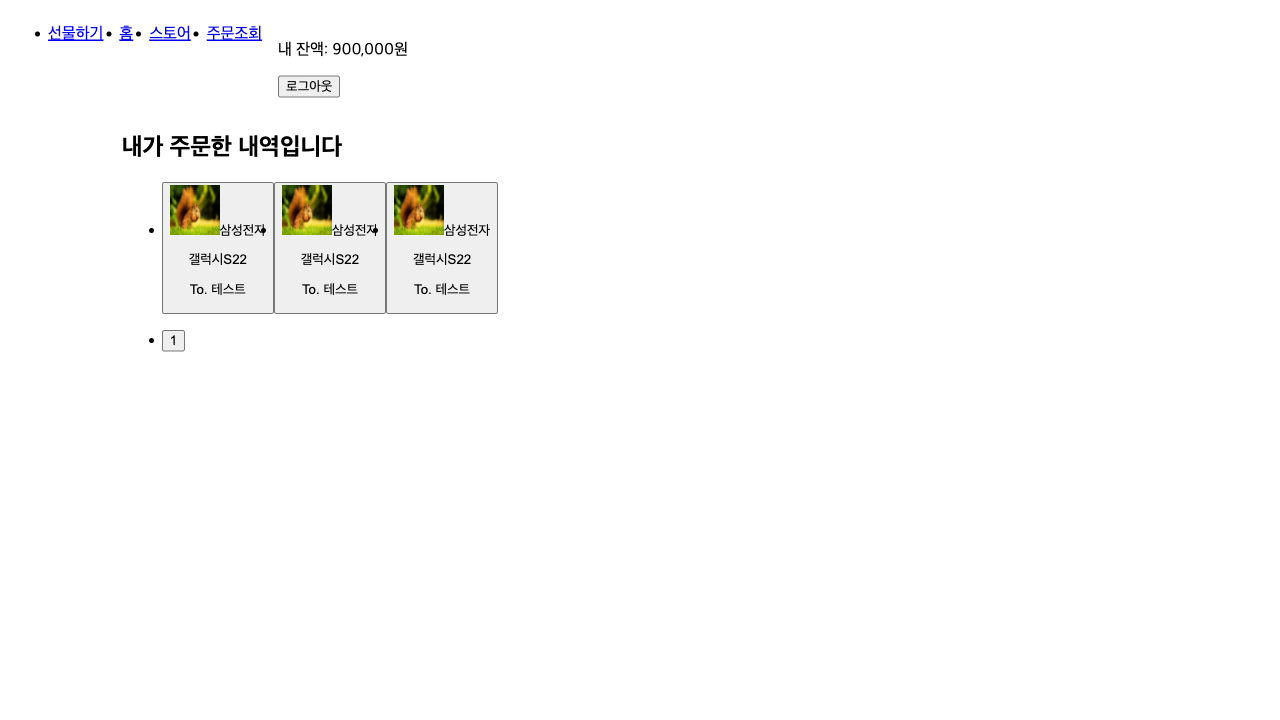 선물하기 홈 스토어 주문조회
내 잔액: 900,000원
로그아웃
내가 주문한 내역입니다
삼성전자 삼성전자 삼성전자
갤럭시S22 갤럭시S22 갤럭시S22
To. 테스트 To. 테스트 To. 테스트
1